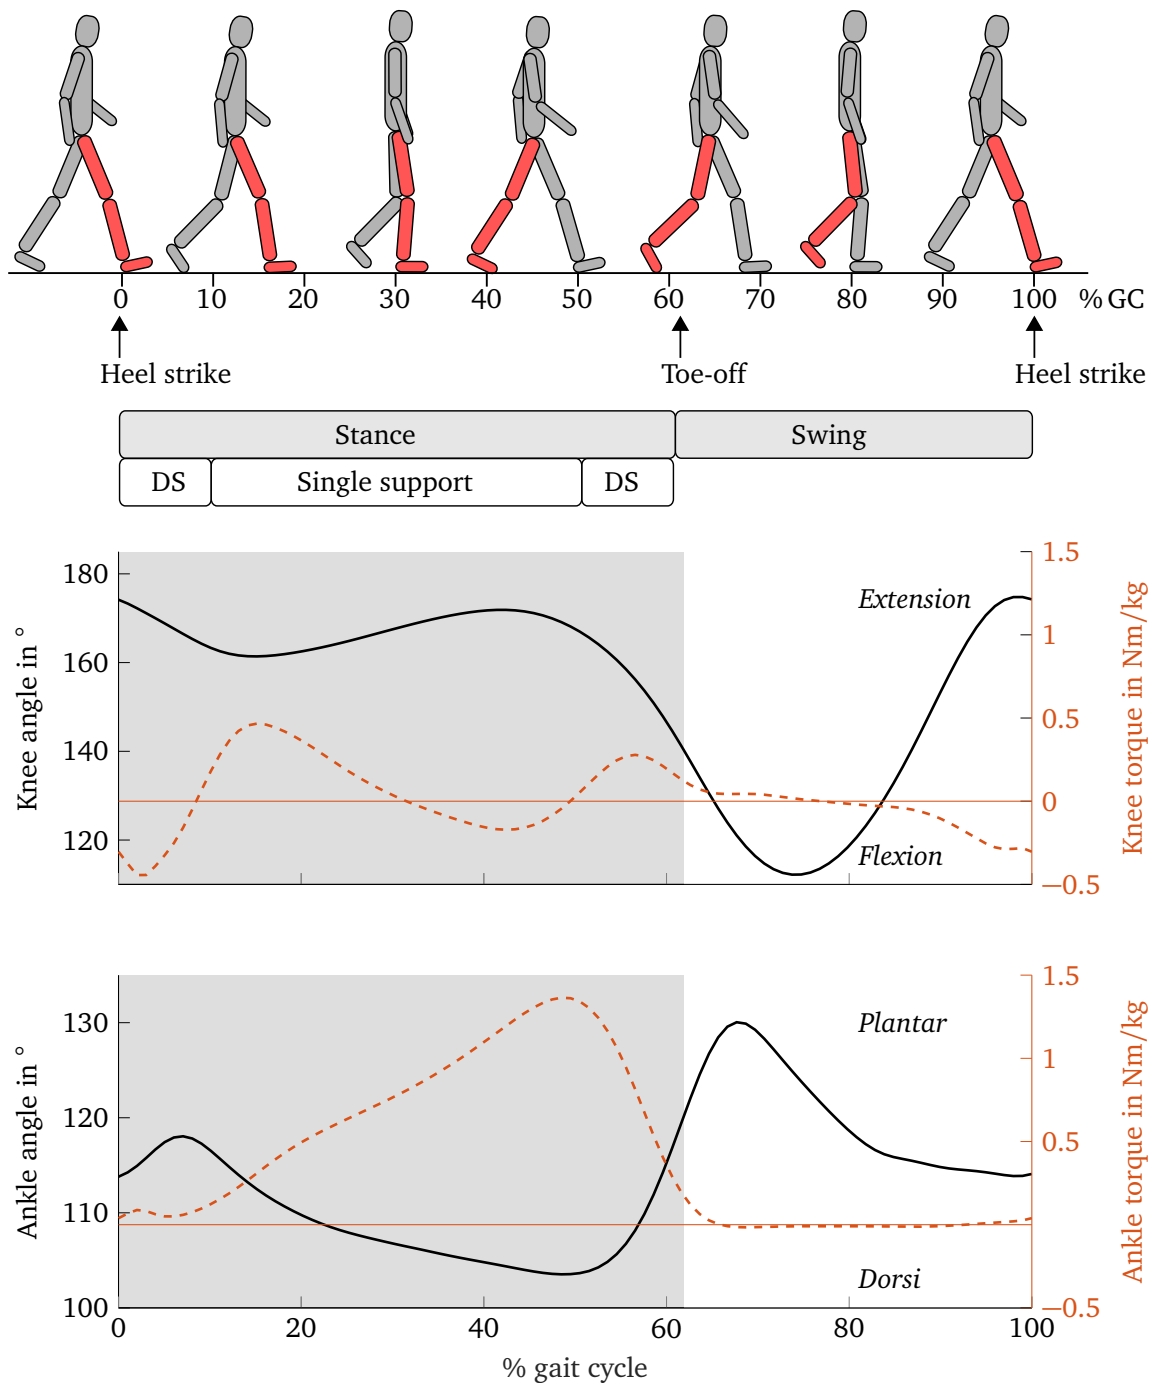 0 10 20 30 40 50 60 70 80 90 100 % GC
Heel strike Toe-off Heel strike
Stance Swing
DS Single support DS
Knee angle in °
180
160
140
120
Extension
Flexion
1.5
1
0.5
0
−0.5
Knee torque in Nm/kg
Ankle angle in °
130
120
110
100
Plantar
Dorsi
1.5
1
0.5
−0.5
Ankle torque in Nm/kg
0 20 40 60 80 100
% gait cycle